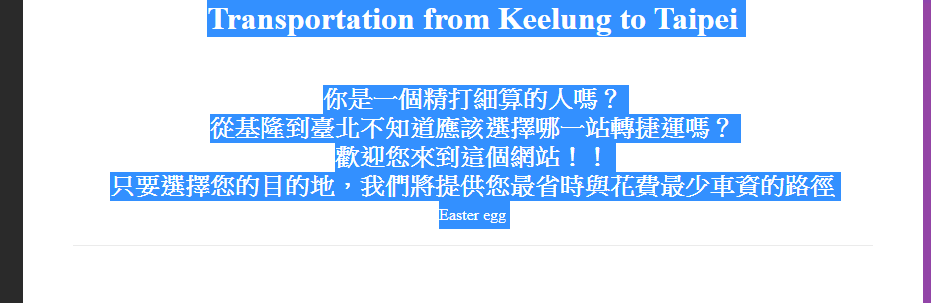 Transportation from Keelung to Taipei
你是一個精打細算的人嗎？
從基隆到臺北不知道應該選擇哪一站轉捷運嗎？
歡迎您來到這個網站！！
只要選擇您的目的地，我們將提供您最省時與花費最少車資的路徑
Easter egg